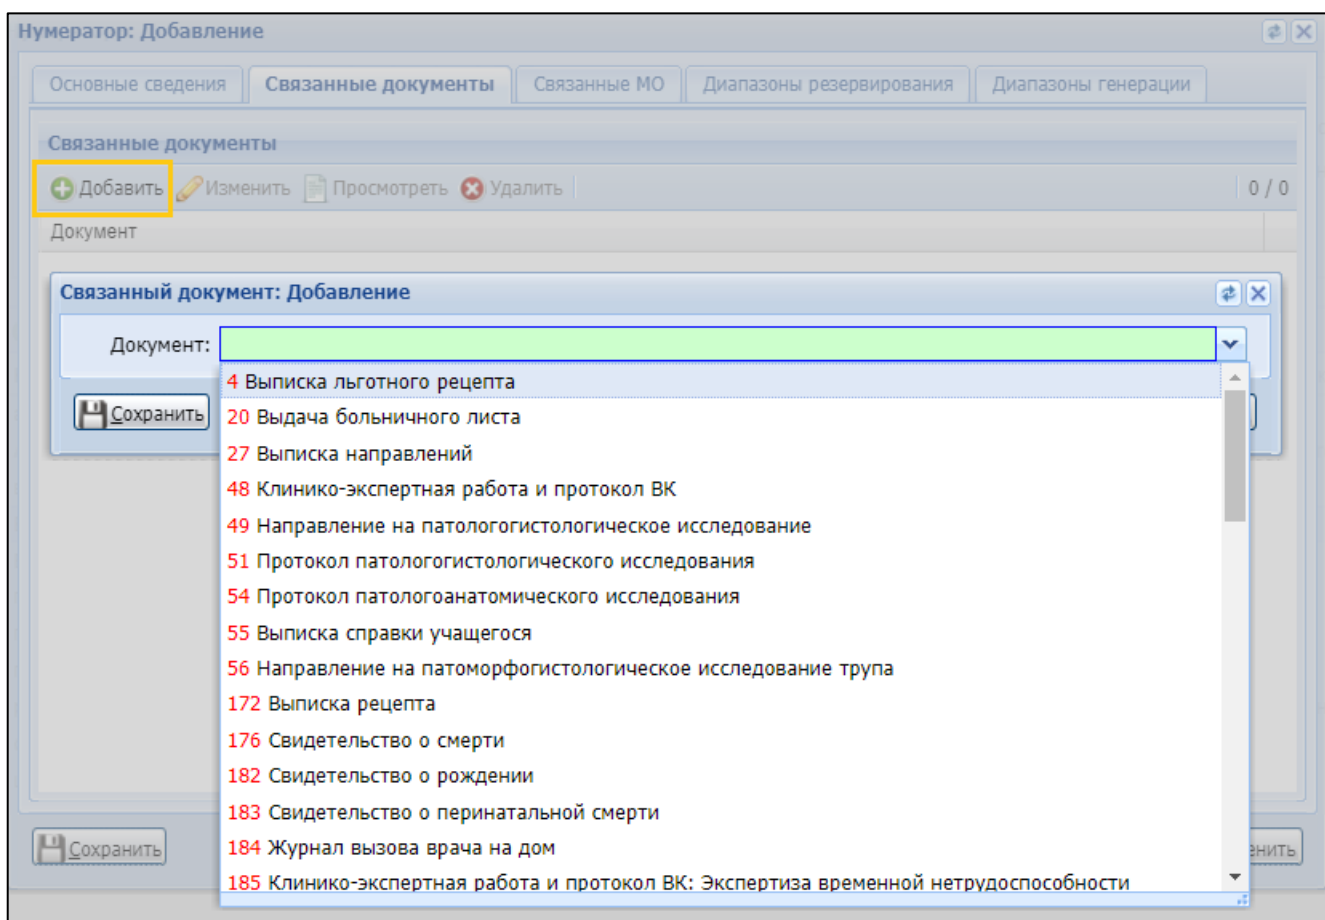 Нумератор: Добавление
Основные сведения Связанные документы Связанные МО Диапазоны резервирования Диапазоны генерации
Связанные документы
Добавить Изменить Просмотреть Удалить 0 / 0
Документ
Связанный документ: Добавление
Документ:
4 Выписка льготного рецепта
Сохранить
20 Выдача больничного листа
27 Выписка направлений
48 Клинико-экспертная работа и протокол ВК
49 Направление на патологогистологическое исследование
51 Протокол патологогистологического исследования
54 Протокол патологоанатомического исследования
55 Выписка справки учащегося
56 Направление на патоморфогистологическое исследование трупа
172 Выписка рецепта
176 Свидетельство о смерти
182 Свидетельство о рождении
183 Свидетельство о перинатальной смерти
184 Журнал вызова врача на дом
Сохранить енить
185 Клинико-экспертная работа и протокол ВК: Экспертиза временной нетрудоспособности